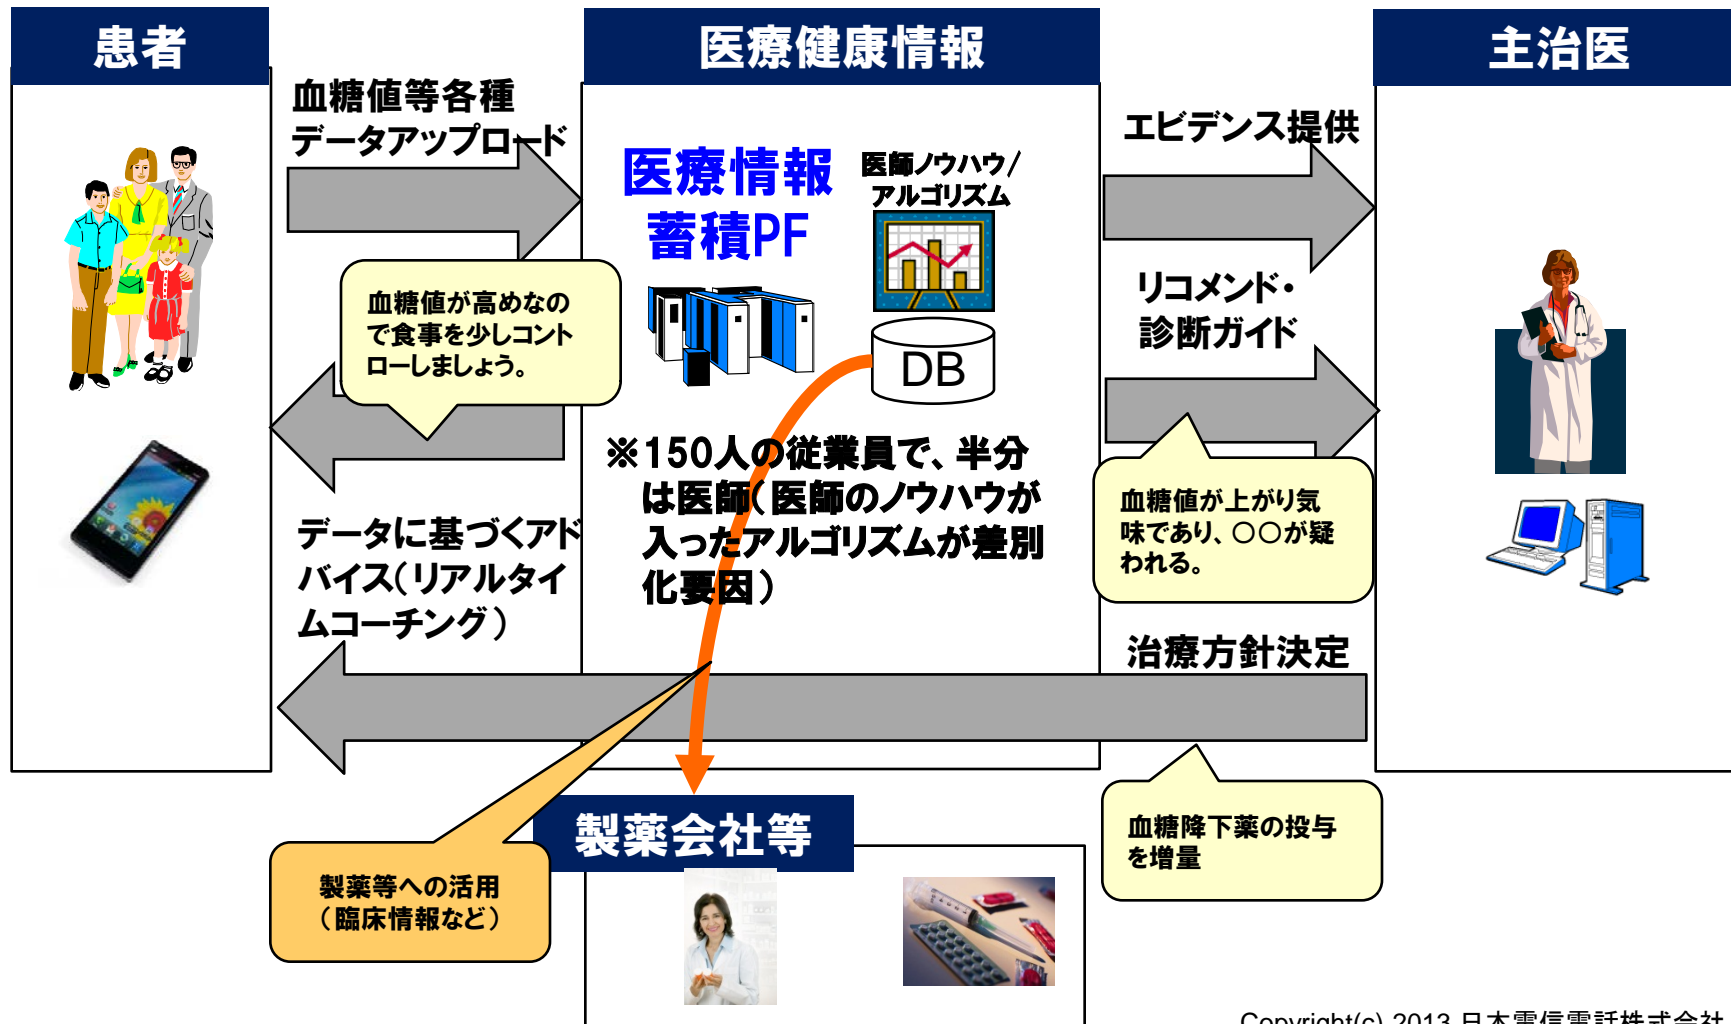 患者
医療健康情報
主治医
血糖値等各種
データアップロード
医療情報
蓄積PF
医師ノウハウ/
アルゴリズム
DB
エビデンス提供
リコメンド・
診断ガイド
血糖値が高めなの
で食事を少しコント
ローしましょう。
※150人の従業員で、半分
は医師(医師のノウハウが
入ったアルゴリズムが差別
化要因)
血糖値が上がり気
味であり、○○が疑
われる。
データに基づくアド
バイス(リアルタイ
ムコーチング)
治療方針決定
血糖降下薬の投与
を増量
製薬会社等
製薬等への活用
(臨床情報など)
Copyright(c) 2013 日本電信電話株式会社